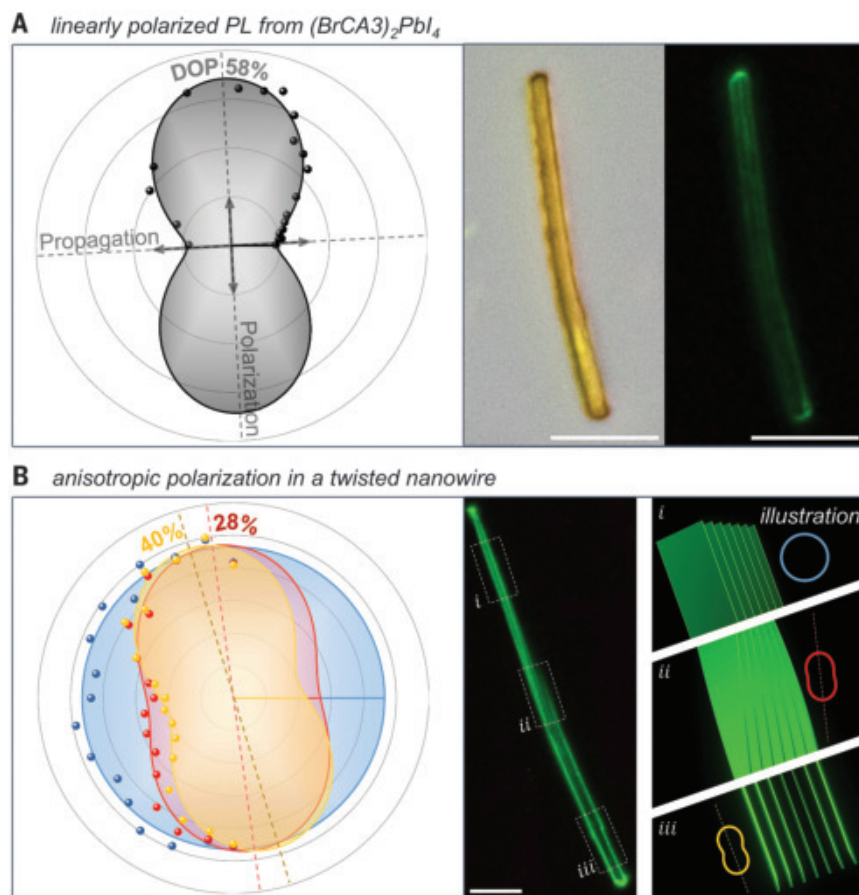 A linearly polarized PL from (BrCA3)₂PbI₄
DOP 58%
Propagation
Polarization
B anisotropic polarization in a twisted nanowire
40%
28%
i
ii
iii
i
illustration
ii
iii